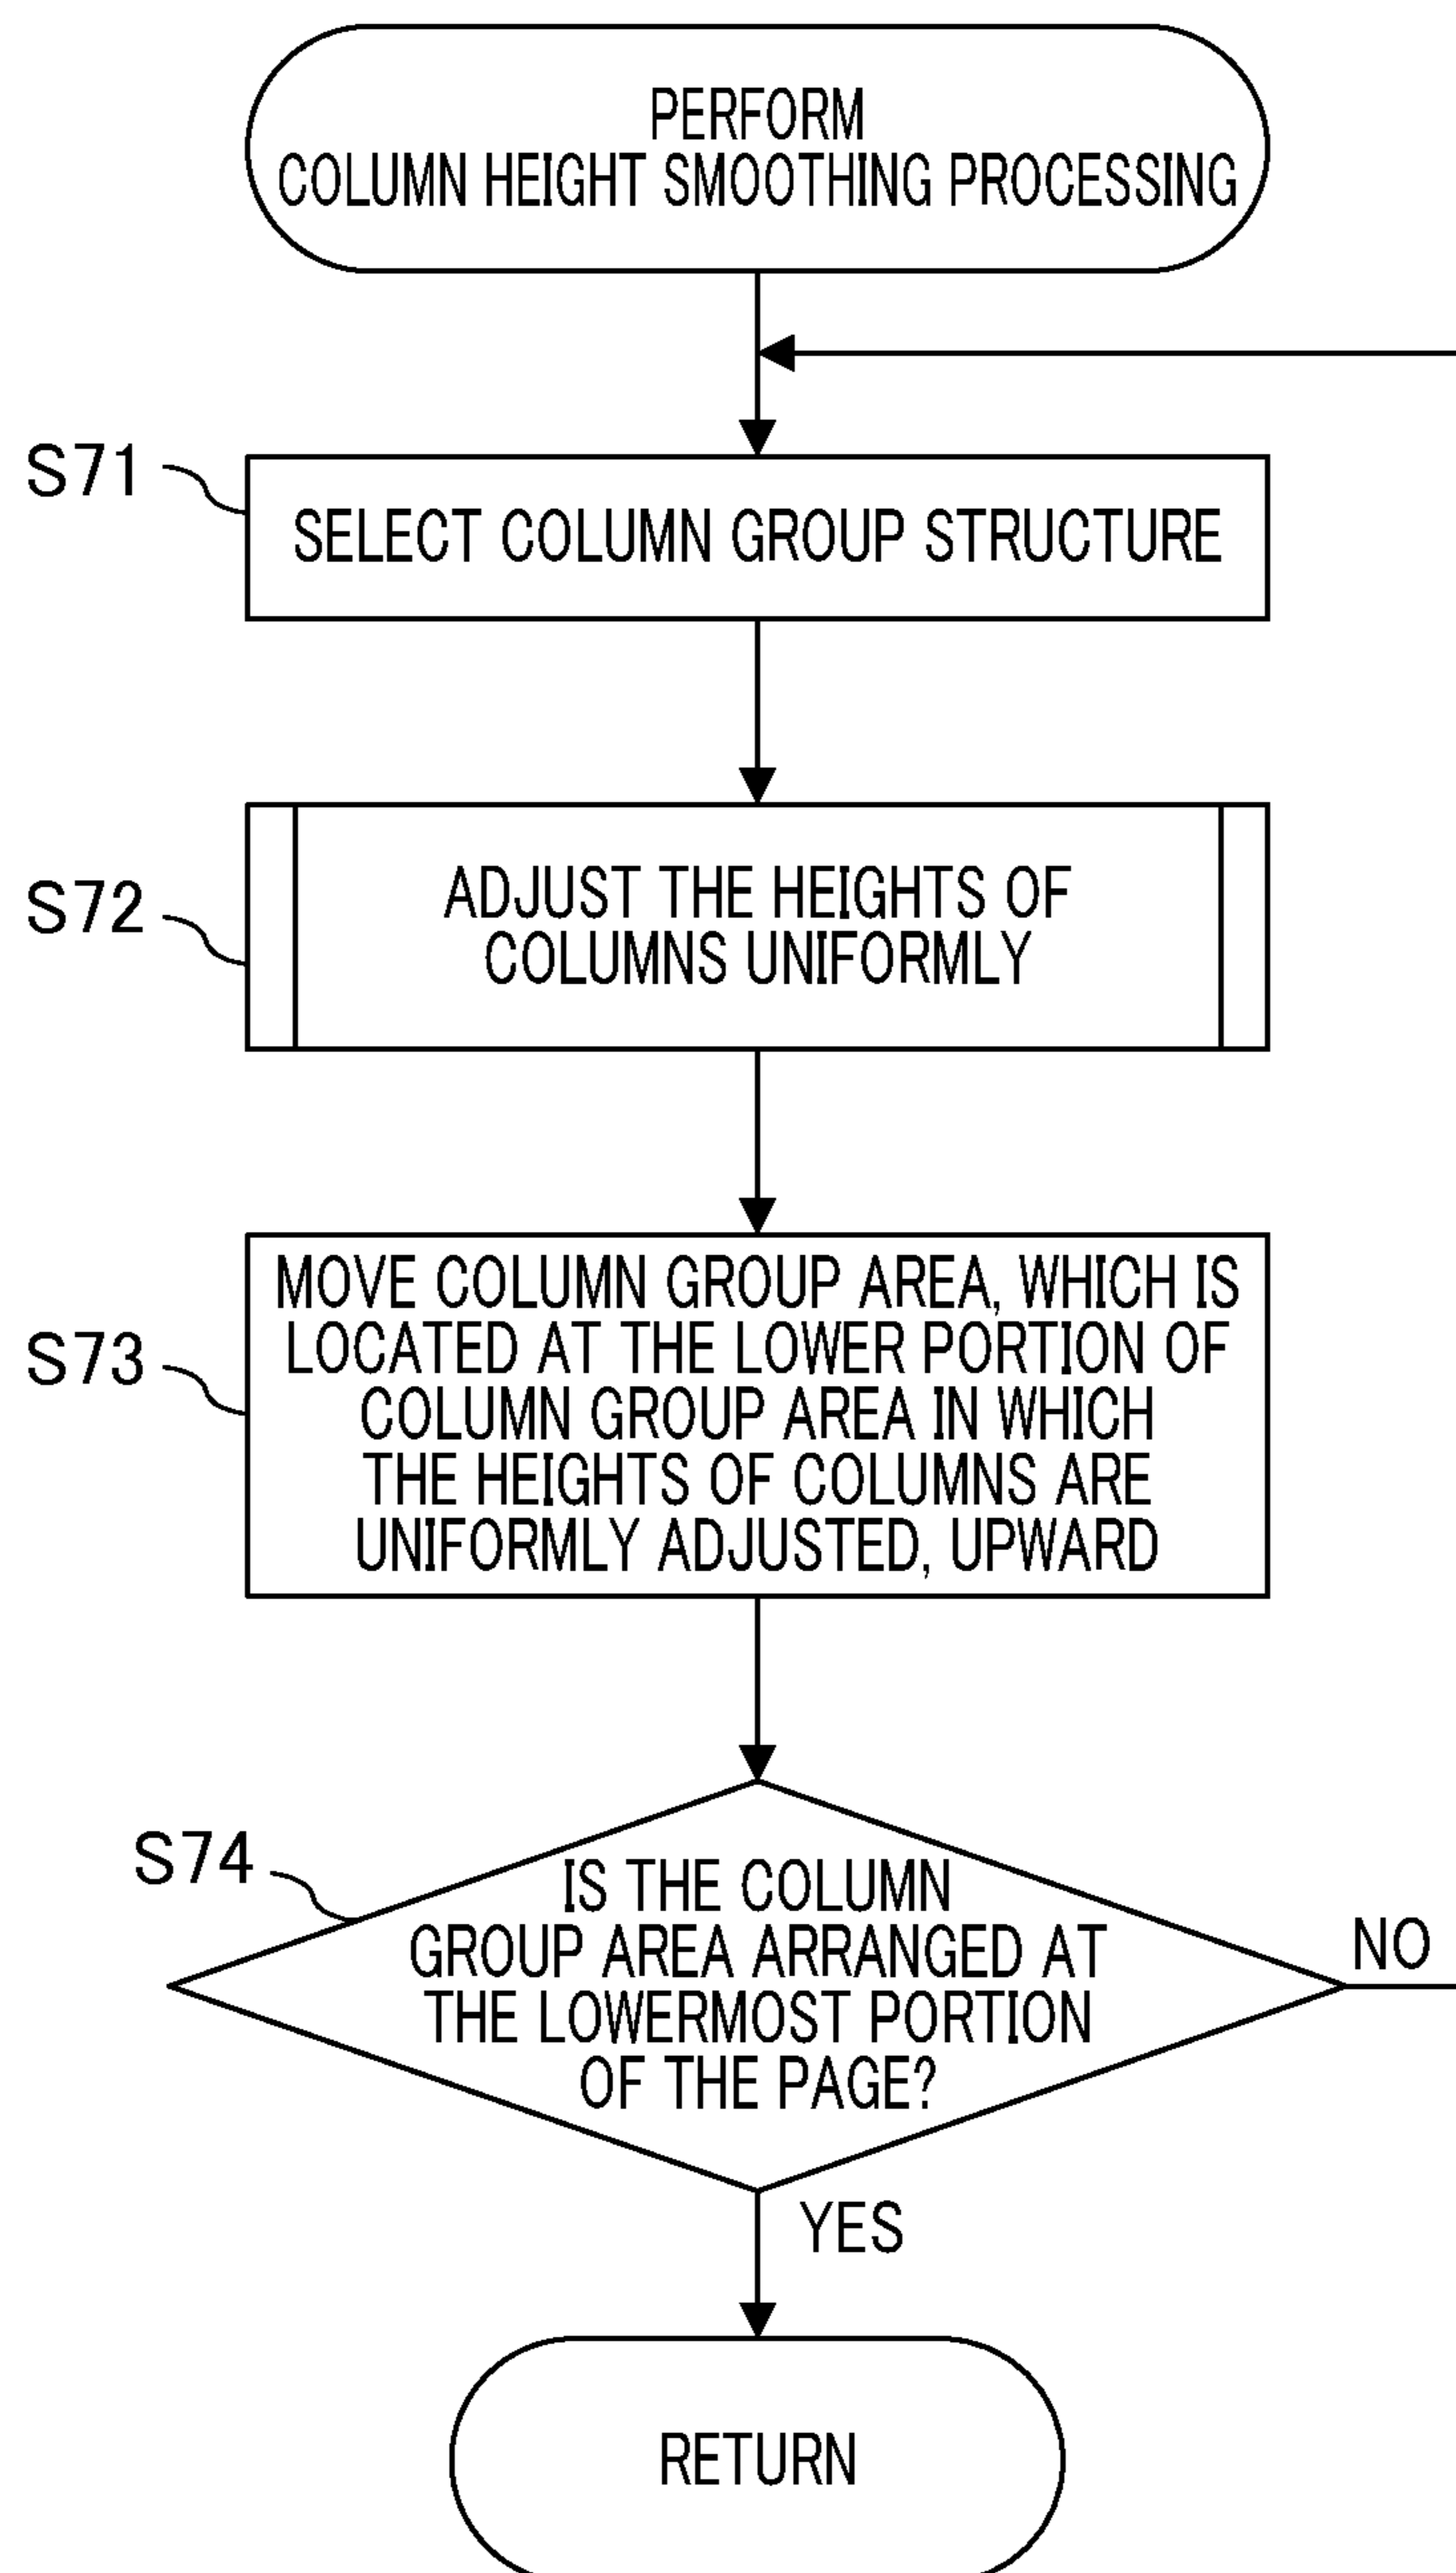 PERFORM
COLUMN HEIGHT SMOOTHING PROCESSING
S71
SELECT COLUMN GROUP STRUCTURE
S72
ADJUST THE HEIGHTS OF
COLUMNS UNIFORMLY
S73
MOVE COLUMN GROUP AREA, WHICH IS
LOCATED AT THE LOWER PORTION OF
COLUMN GROUP AREA IN WHICH
THE HEIGHTS OF COLUMNS ARE
UNIFORMLY ADJUSTED, UPWARD
S74
IS THE COLUMN
GROUP AREA ARRANGED AT
THE LOWERMOST PORTION
OF THE PAGE?
NO
YES
RETURN